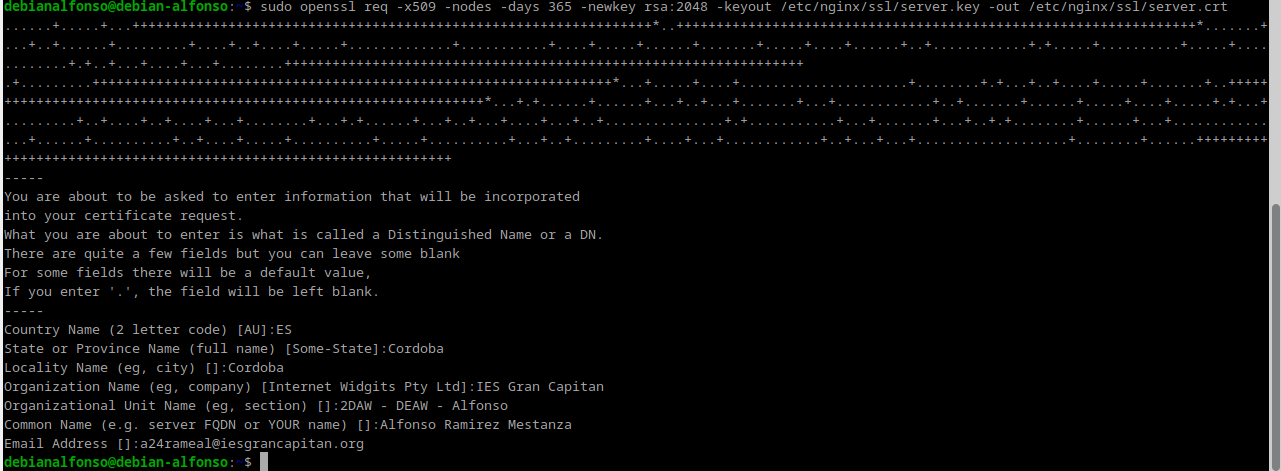 debianalfonso@debian-alfonso:~$ sudo openssl req -x509 -nodes -days 365 -newkey rsa:2048 -keyout /etc/nginx/ssl/server.key -out /etc/nginx/ssl/server.crt
-----
You are about to be asked to enter information that will be incorporated
into your certificate request.
What you are about to enter is what is called a Distinguished Name or a DN.
There are quite a few fields but you can leave some blank
For some fields there will be a default value,
If you enter '.', the field will be left blank.
-----
Country Name (2 letter code) [AU]:ES
State or Province Name (full name) [Some-State]:Cordoba
Locality Name (eg, city) []:Cordoba
Organization Name (eg, company) [Internet Widgits Pty Ltd]:IES Gran Capitan
Organizational Unit Name (eg, section) []:2DAW - DEAW - Alfonso
Common Name (e.g. server FQDN or YOUR name) []:Alfonso Ramirez Mestanza
Email Address []:a24rameal@iesgrancapitan.org
debianalfonso@debian-alfonso:~$